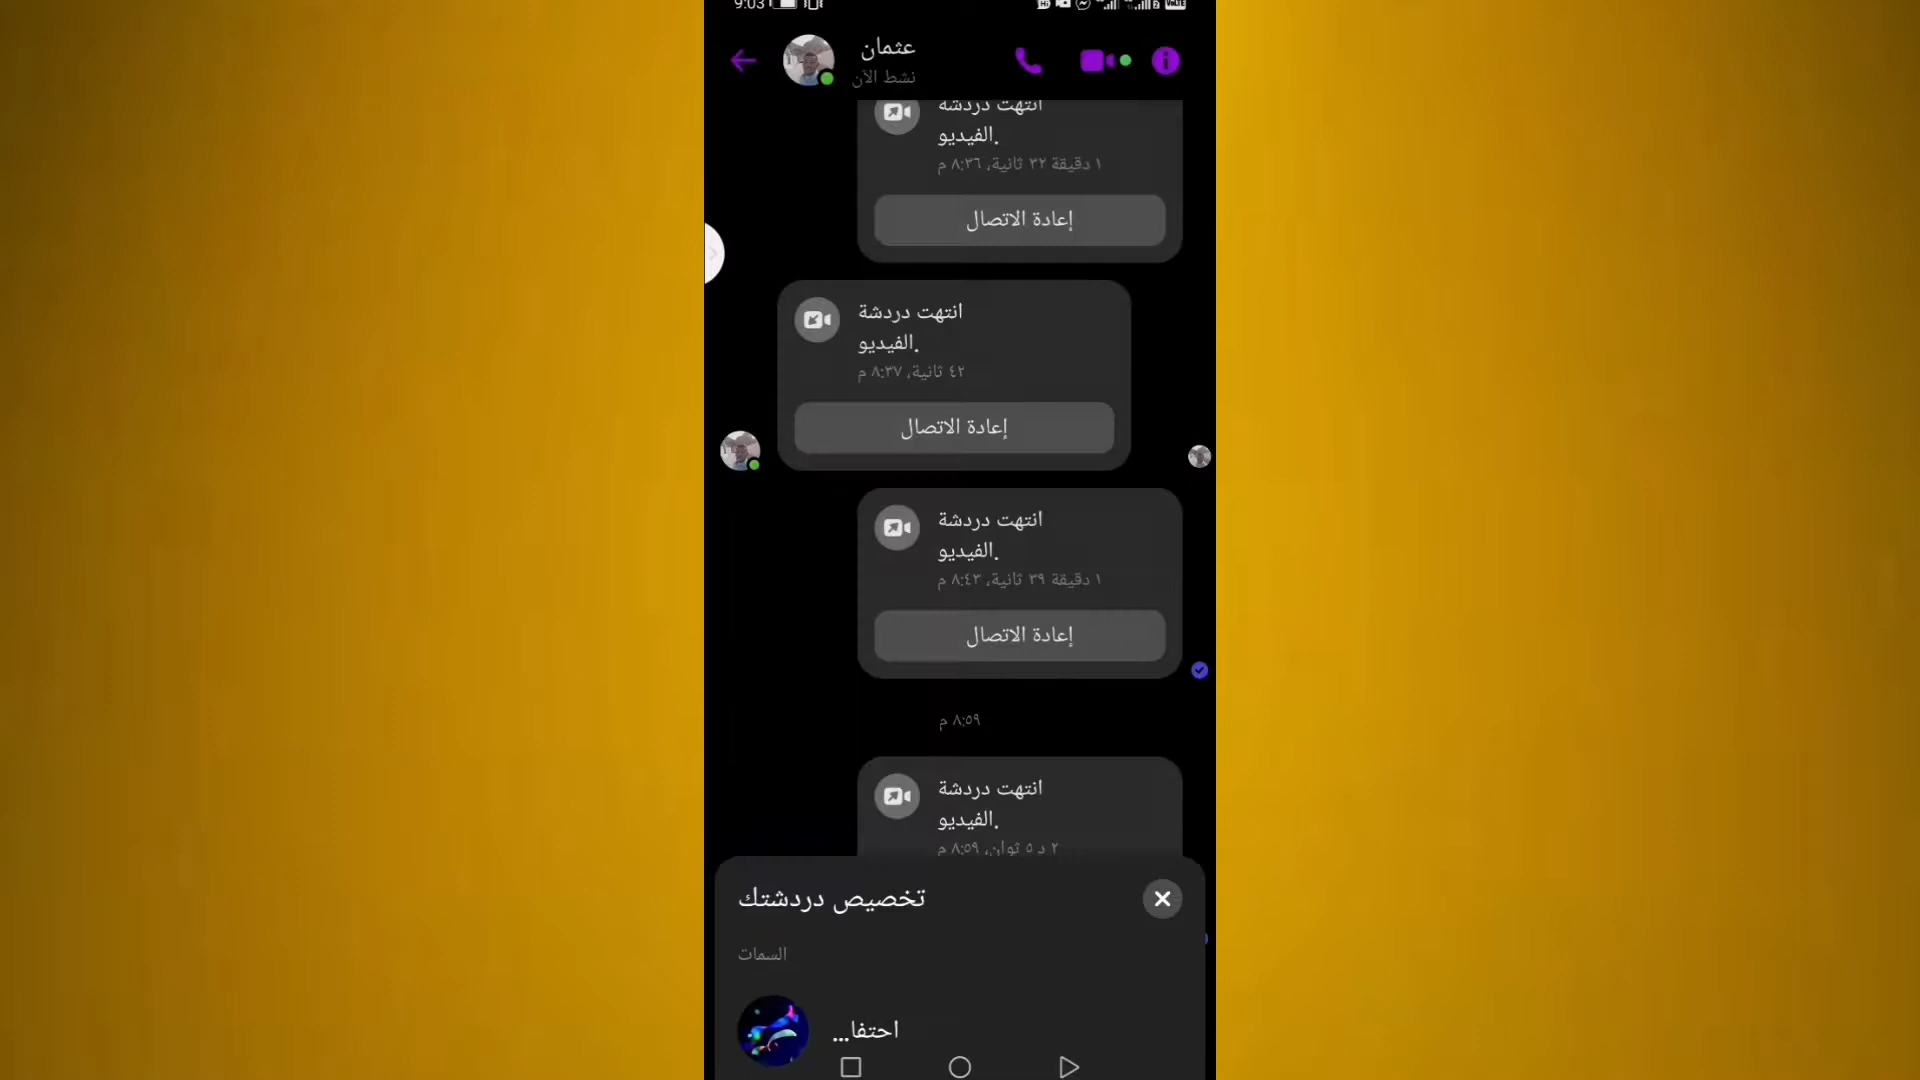 9:03
عثمان
نشط الآن
انتهت دردشة
الفيديو.
١ دقيقة ٣٢ ثانية، ٨:٣٦ م
إعادة الاتصال
انتهت دردشة
الفيديو.
٤٢ ثانية، ٨:٣٧ م
إعادة الاتصال
انتهت دردشة
الفيديو.
١ دقيقة ٣٩ ثانية، ٨:٤٣ م
إعادة الاتصال
٨:٥٩ م
انتهت دردشة
الفيديو.
٢ د ٥ ثوان، ٨:٥٩ م
تخصيص دردشتك
السمات
احتفا...